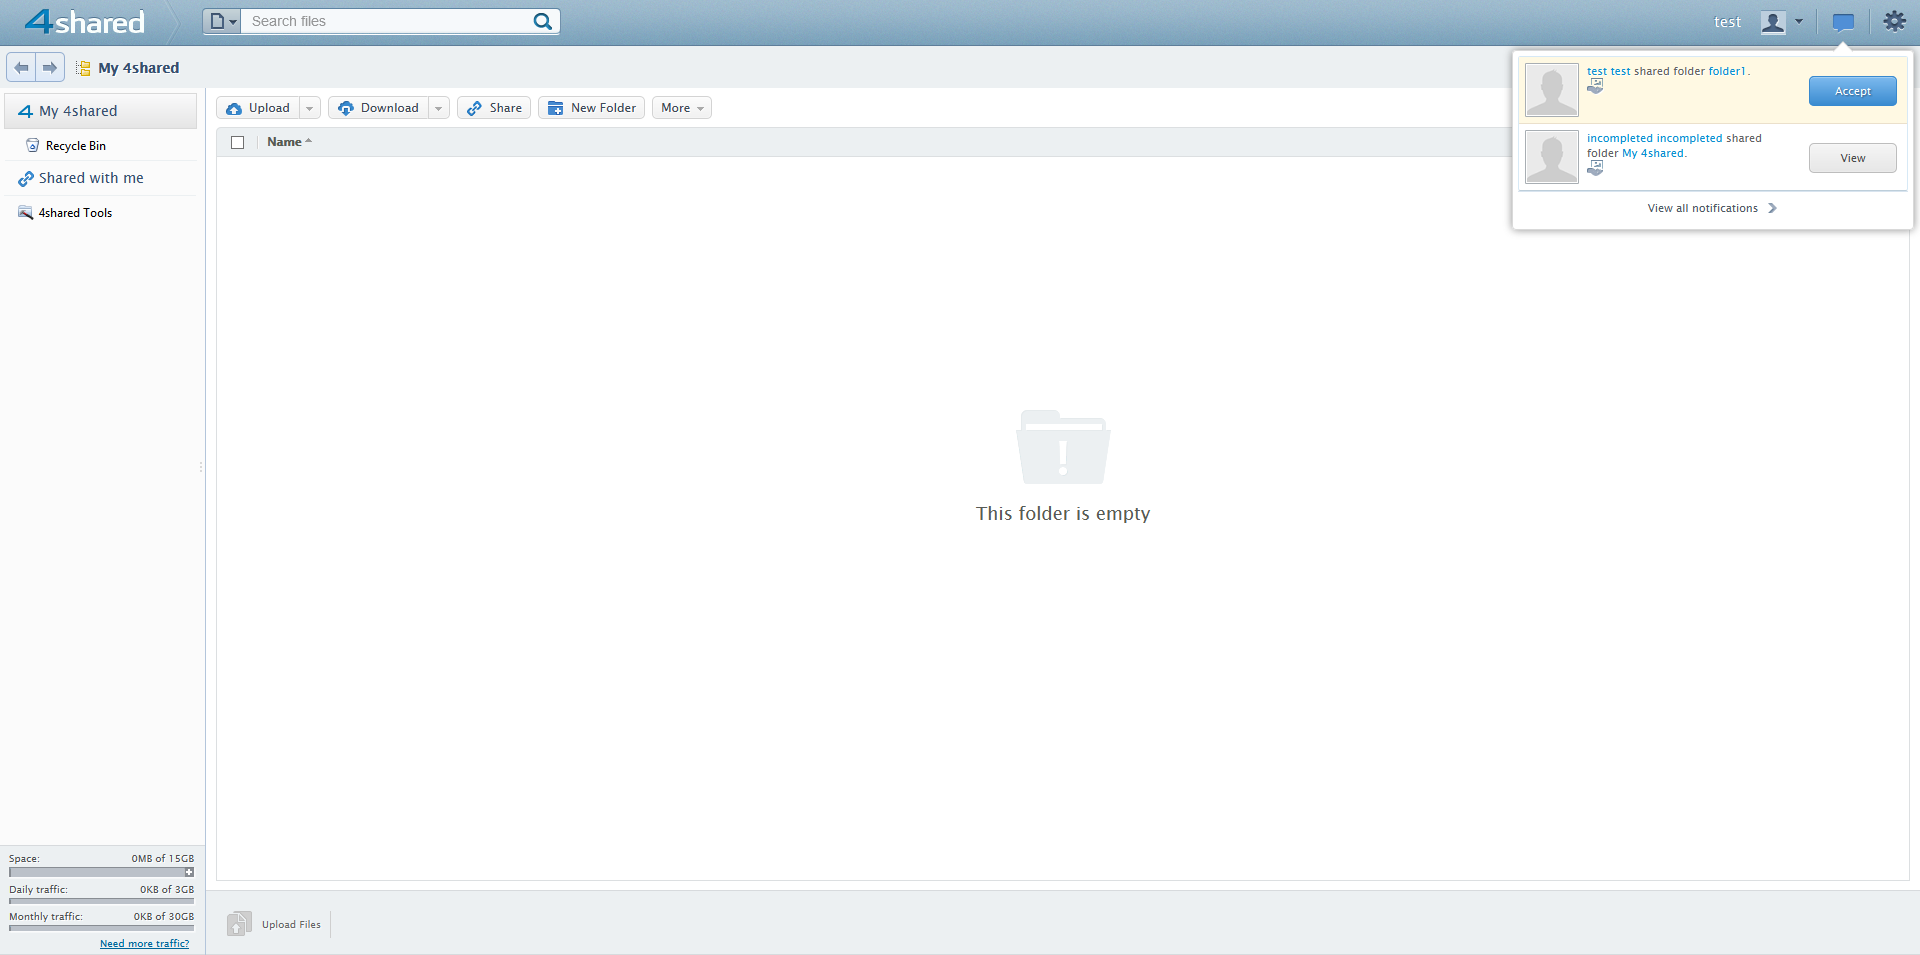 4shared
Search files
test
My 4shared
My 4shared
Recycle Bin
Shared with me
4shared Tools
Upload
Download
Share
New Folder
More
Name
test test shared folder folder1.
Accept
incompleted incompleted shared
folder My 4shared.
View
View all notifications
This folder is empty
Space: 0MB of 15GB
Daily traffic: 0KB of 3GB
Monthly traffic: 0KB of 30GB
Need more traffic?
Upload Files